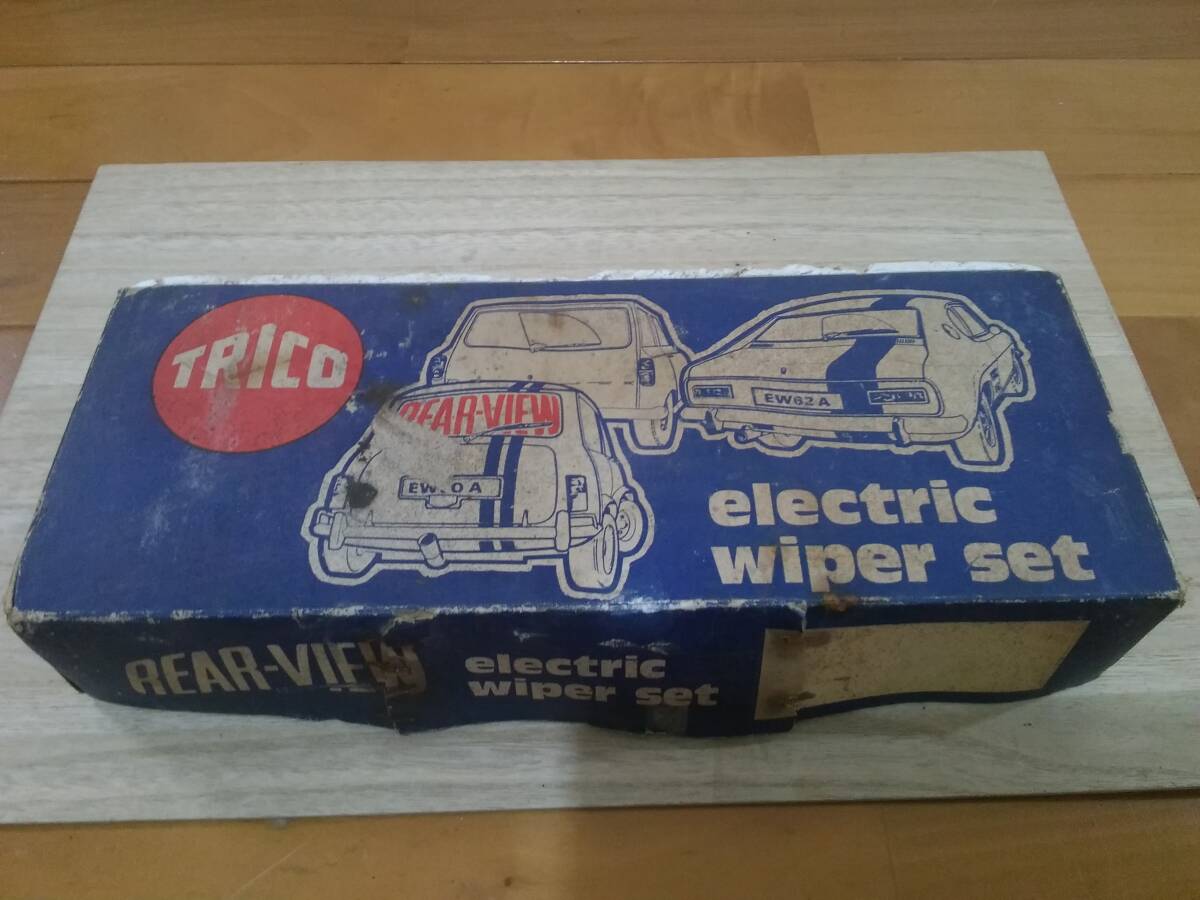 TRICO
REAR-VIEW
EW62A
electric
wiper set
REAR-VIEW
electric
wiper set